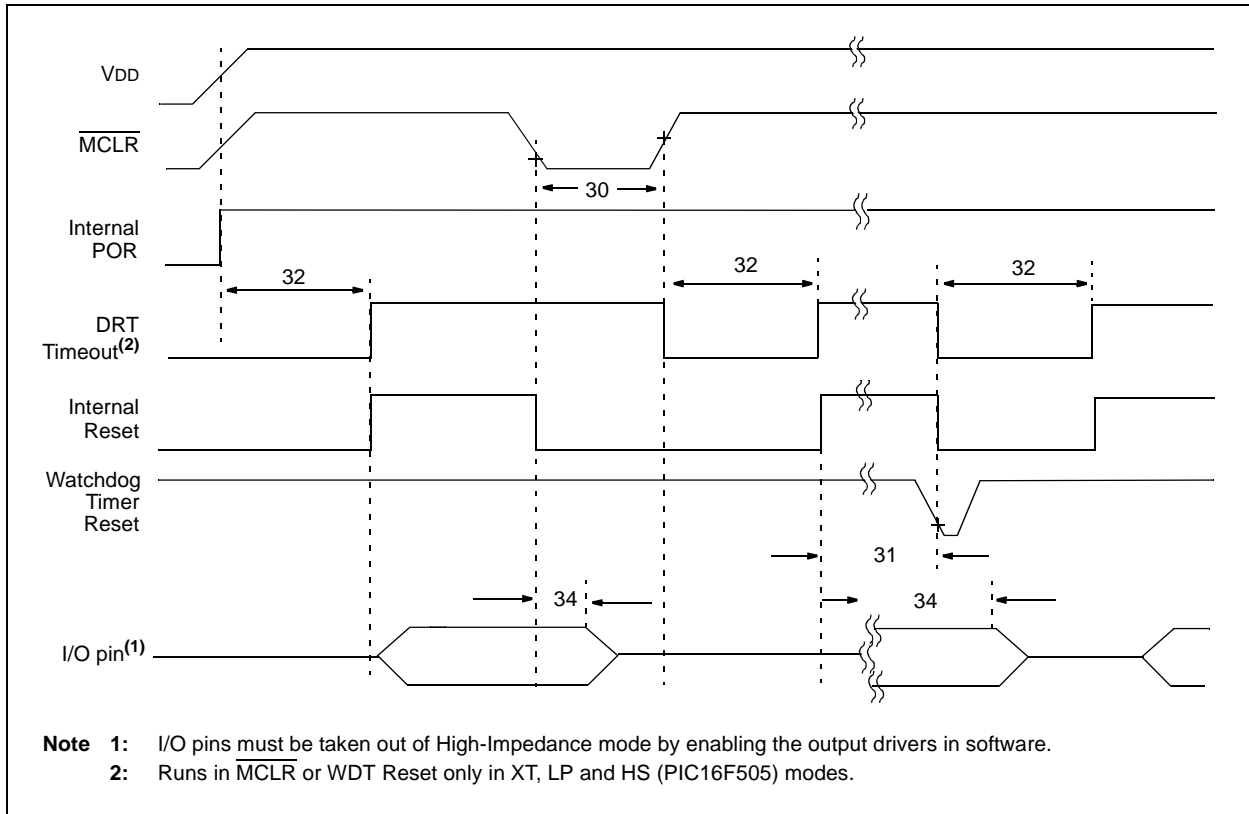 VDD
MCLR
30
Internal
POR
32
32
32
DRT
Timeout(2)
Internal
Reset
Watchdog
Timer
Reset
31
34
34
I/O pin(1)
Note 1: I/O pins must be taken out of High-Impedance mode by enabling the output drivers in software.
2: Runs in MCLR or WDT Reset only in XT, LP and HS (PIC16F505) modes.